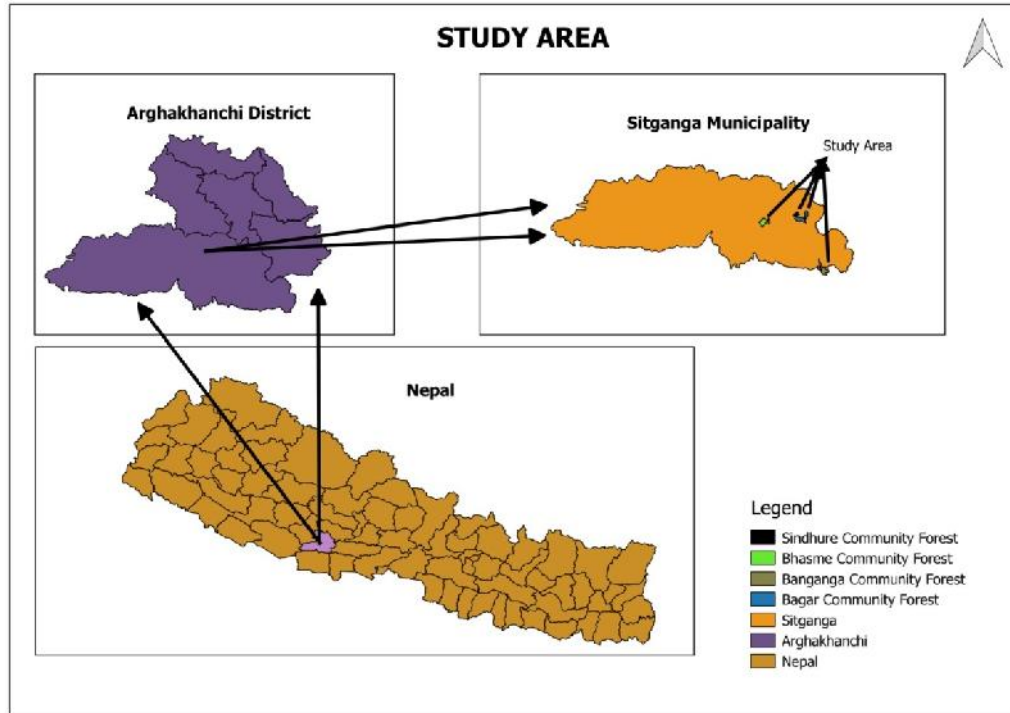 STUDY AREA
Arghakhanchi District
Sitganga Municipality
Study Area
Nepal
Legend
Sindhure Community Forest
Bhasme Community Forest
Banganga Community Forest
Bagar Community Forest
Sitganga
Arghakhanchi
Nepal